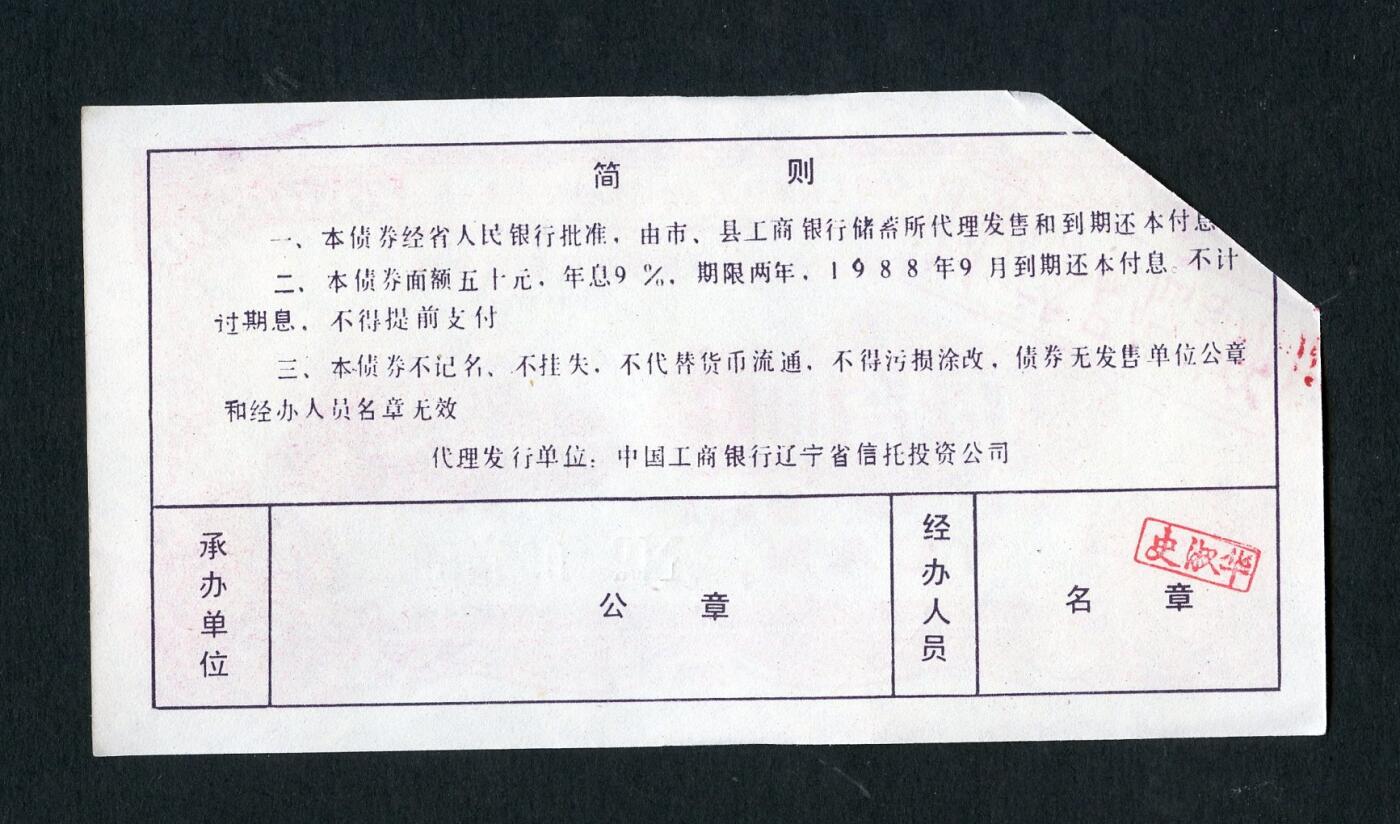 简 则
一、本债券经省人民银行批准，由市、县工商银行储蓄所代理发售和到期还本付息
二、本债券面额五十元，年息9%，期限两年，1988年9月到期还本付息。不计
过期息，不得提前支付
三、本债券不记名、不挂失，不代替货币流通，不得污损涂改，债券无发售单位公章
和经办人员名章无效
代理发行单位：中国工商银行辽宁省信托投资公司
承办单位
公 章
经办人员
名 章
史淑华